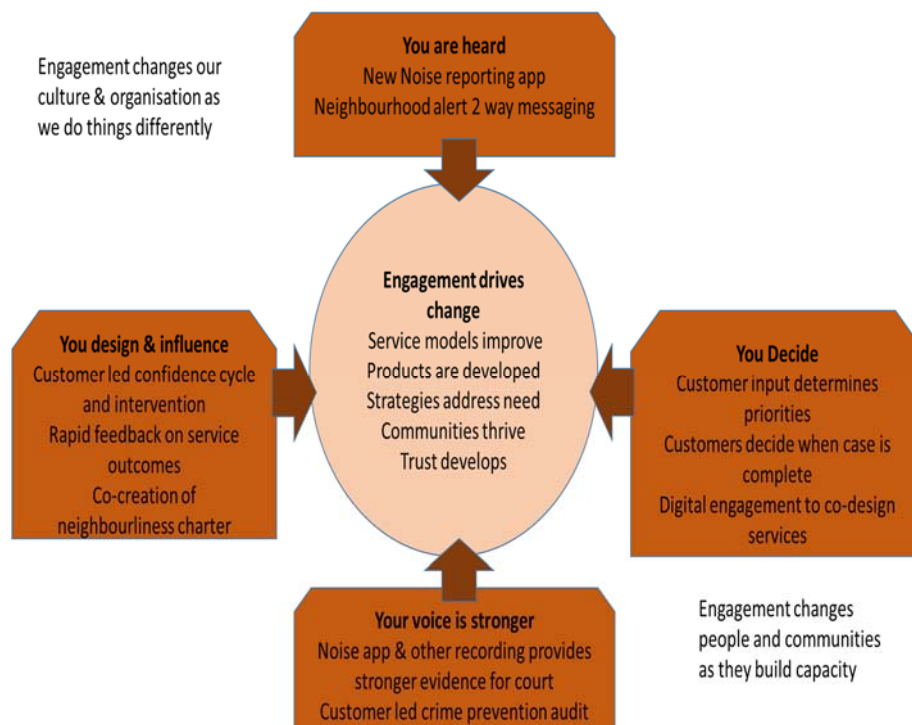 You are heard
New Noise reporting app
Neighbourhood alert 2 way messaging
Engagement changes our
culture & organisation as
we do things differently
Engagement drives
change
Service models improve
Products are developed
Strategies address need
Communities thrive
Trust develops
You design & influence
Customer led confidence cycle
and intervention
Rapid feedback on service
outcomes
Co-creation of
neighbourliness charter
You Decide
Customer input determines
priorities
Customers decide when case is
complete
Digital engagement to co-design
services
Your voice is stronger
Noise app & other recording provides
stronger evidence for court
Customer led crime prevention audit
Engagement changes
people and communities
as they build capacity